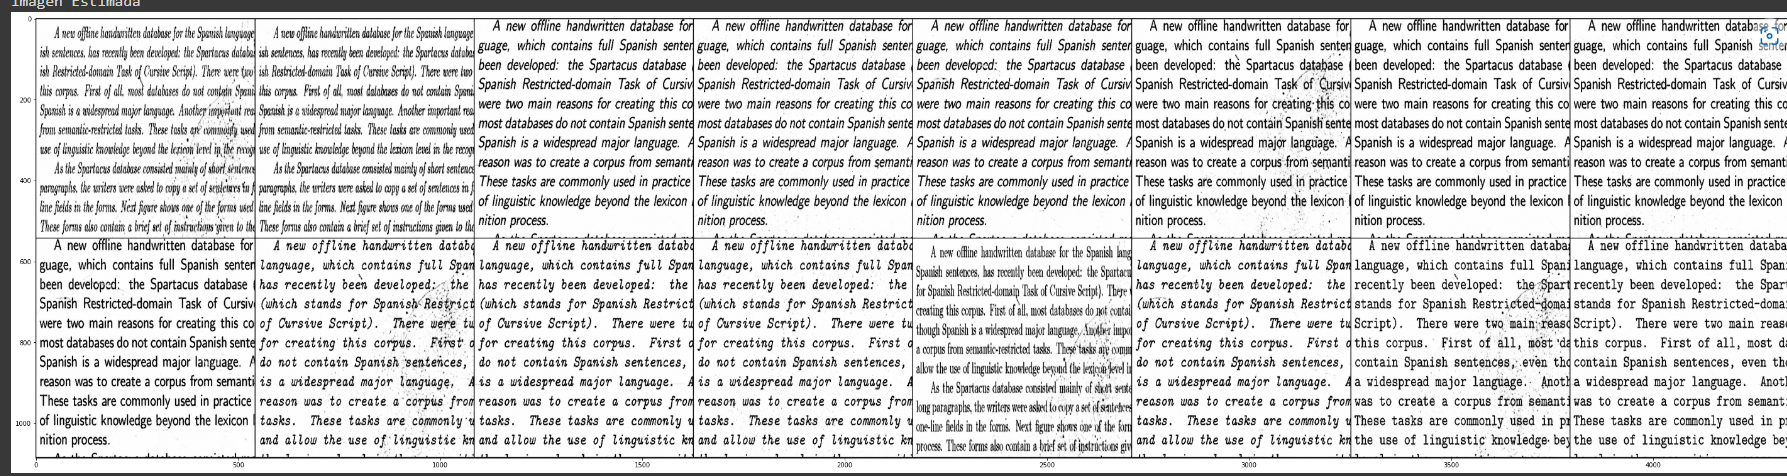 Imagen Estimada
A new offline handwritten database for the Spanish language
ish sentences, has recently been developed: the Spartacus databa
ish Restricted-domain Task of Cursive Script). There were two
this corpus. First of all, most databases do not contain Spani
Spanish is a widespread major language. Another important rea
from semantic-restricted tasks. These tasks are commonly used
use of linguistic knowledge beyond the lexicon level in the recog
As the Spartacus database consisted mainly of short sentence
paragraphs, the writers were asked to copy a set of sentences in f
line fields in the forms. Next figure shows one of the forms used
These forms also contain a brief set of instructions given to the
A new offline handwritten database for the Spanish language
ish sentences, has recently been developed: the Spartacus databa
ish Restricted-domain Task of Cursive Script). There were two
this corpus. First of all, most databases do not contain Spani
Spanish is a widespread major language. Another important rea
from semantic-restricted tasks. These tasks are commonly used
use of linguistic knowledge beyond the lexicon level in the recog
As the Spartacus database consisted mainly of short sentence
paragraphs, the writers were asked to copy a set of sentences in f
line fields in the forms. Next figure shows one of the forms used
These forms also contain a brief set of instructions given to the
A new offline handwritten database for
guage, which contains full Spanish senten
been developed: the Spartacus database
Spanish Restricted-domain Task of Cursiv
were two main reasons for creating this co
most databases do not contain Spanish sente
Spanish is a widespread major language. A
reason was to create a corpus from semanti
These tasks are commonly used in practice
of linguistic knowledge beyond the lexicon l
nition process.
A new offline handwritten database for
guage, which contains full Spanish senten
been developed: the Spartacus database
Spanish Restricted-domain Task of Cursiv
were two main reasons for creating this co
most databases do not contain Spanish sente
Spanish is a widespread major language. A
reason was to create a corpus from semanti
These tasks are commonly used in practice
of linguistic knowledge beyond the lexicon l
nition process.
A new offline handwritten database for
guage, which contains full Spanish senten
been developed: the Spartacus database
Spanish Restricted-domain Task of Cursiv
were two main reasons for creating this co
most databases do not contain Spanish sente
Spanish is a widespread major language. A
reason was to create a corpus from semanti
These tasks are commonly used in practice
of linguistic knowledge beyond the lexicon l
nition process.
A new offline handwritten database for
guage, which contains full Spanish senten
been developed: the Spartacus database
Spanish Restricted-domain Task of Cursiv
were two main reasons for creating this co
most databases do not contain Spanish sente
Spanish is a widespread major language. A
reason was to create a corpus from semanti
These tasks are commonly used in practice
of linguistic knowledge beyond the lexicon l
nition process.
A new offline handwritten database for
guage, which contains full Spanish senten
been developed: the Spartacus database
Spanish Restricted-domain Task of Cursiv
were two main reasons for creating this co
most databases do not contain Spanish sente
Spanish is a widespread major language. A
reason was to create a corpus from semanti
These tasks are commonly used in practice
of linguistic knowledge beyond the lexicon l
nition process.
A new offline handwritten database for
guage, which contains full Spanish
been developed: the Spartacus database
Spanish Restricted-domain Task of Cursiv
were two main reasons for creating this co
most databases do not contain Spanish sente
Spanish is a widespread major language. A
reason was to create a corpus from semanti
These tasks are commonly used in practice
of linguistic knowledge beyond the lexicon
nition process.
A new offline handwritten database for
guage, which contains full Spanish senten
been developed: the Spartacus database
Spanish Restricted-domain Task of Cursiv
were two main reasons for creating this co
most databases do not contain Spanish sente
Spanish is a widespread major language. A
reason was to create a corpus from semanti
These tasks are commonly used in practice
of linguistic knowledge beyond the lexicon l
nition process.
A new offline handwritten databa
language, which contains full Span
has recently been developed: the
(which stands for Spanish Restrict
of Cursive Script). There were tw
for creating this corpus. First o
do not contain Spanish sentences,
is a widespread major language. A
reason was to create a corpus from
tasks. These tasks are commonly u
and allow the use of linguistic kn
A new offline handwritten databa
language, which contains full Span
has recently been developed: the
(which stands for Spanish Restrict
of Cursive Script). There were tw
for creating this corpus. First o
do not contain Spanish sentences,
is a widespread major language. A
reason was to create a corpus from
tasks. These tasks are commonly u
and allow the use of linguistic kn
A new offline handwritten databa
language, which contains full Span
has recently been developed: the
(which stands for Spanish Restrict
of Cursive Script). There were tw
for creating this corpus. First o
do not contain Spanish sentences,
is a widespread major language. A
reason was to create a corpus from
tasks. These tasks are commonly u
and allow the use of linguistic kn
A new offline handwritten database for the Spanish lang
Spanish sentences, has recently been developed: the Spartacu
for Spanish Restricted-domain Task of Cursive Script). There
creating this corpus. First of all, most databases do not contai
though Spanish is a widespread major language. Another impo
a corpus from semantic-restricted tasks. These tasks are comm
allow the use of linguistic knowledge beyond the lexicon level in
As the Spartacus database consisted mainly of short sente
long paragraphs, the writers were asked to copy a set of sentences
one-line fields in the forms. Next figure shows one of the form
process. These forms also contain a brief set of instructions giv
A new offline handwritten databa
language, which contains full Span
has recently been developed: the
(which stands for Spanish Restrict
of Cursive Script). There were tw
for creating this corpus. First o
do not contain Spanish sentences,
is a widespread major language. A
reason was to create a corpus from
tasks. These tasks are commonly u
and allow the use of linguistic kn
A new offline handwritten databa
language, which contains full Spani
recently been developed: the Spart
stands for Spanish Restricted-domai
Script). There were two main reaso
this corpus. First of all, most da
contain Spanish sentences, even tho
a widespread major language. Anoth
was to create a corpus from semanti
These tasks are commonly used in pr
the use of linguistic knowledge bey
A new offline handwritten databa
language, which contains full Spani
recently been developed: the Spar
stands for Spanish Restricted-doma
Script). There were two main reas
this corpus. First of all, most d
contain Spanish sentences, even th
a widespread major language. Anot
was to create a corpus from semant
These tasks are commonly used in p
the use of linguistic knowledge be
0
200
400
600
800
1000
0 500 1000 1500 2000 2500 3000 3500 4000